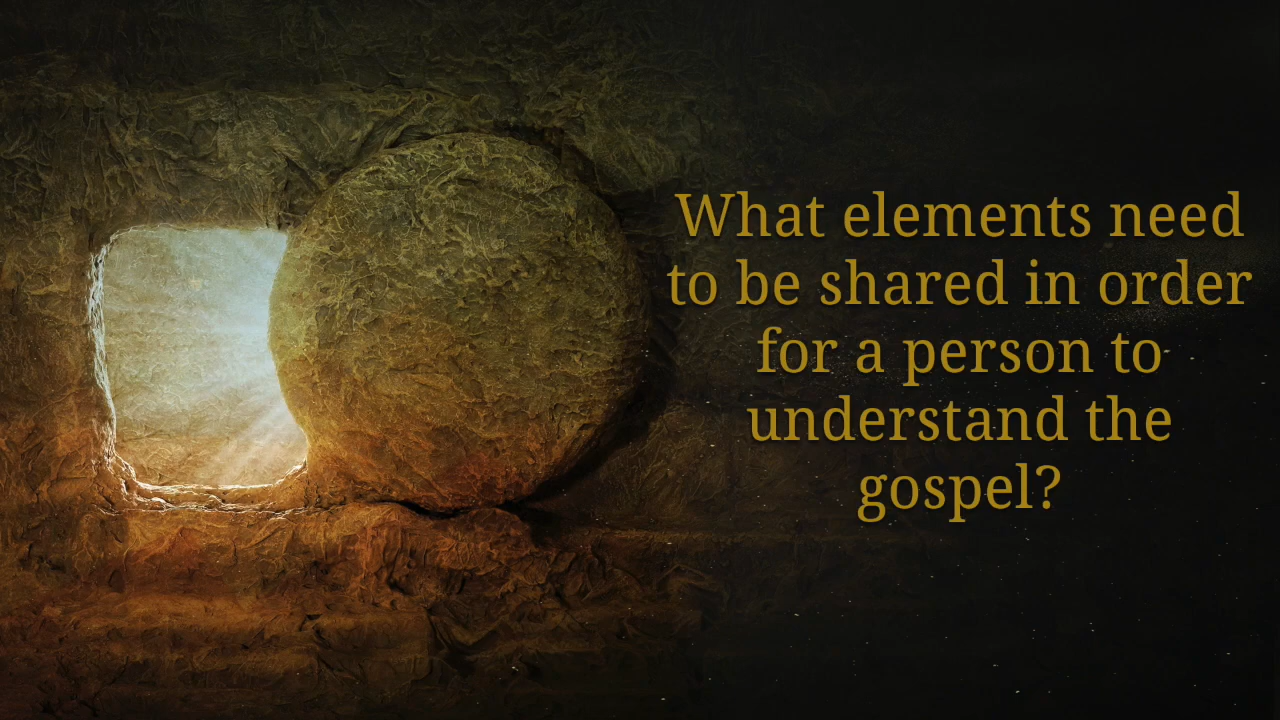 What elements need
to be shared in order
for a person to
understand the
gospel?